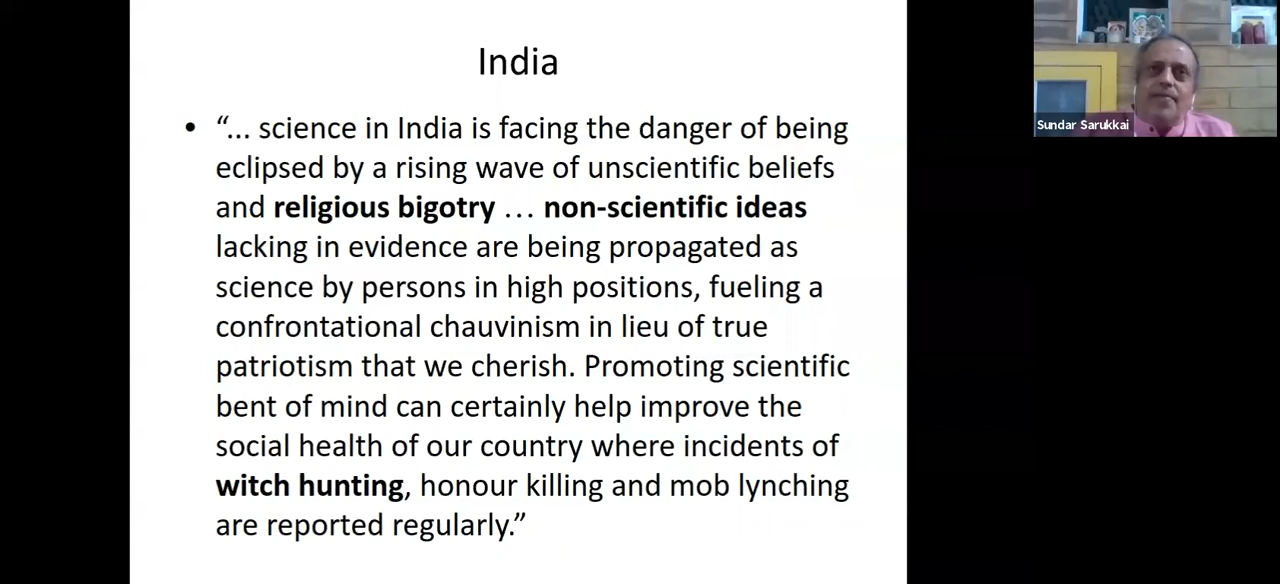 India
• “... science in India is facing the danger of being
eclipsed by a rising wave of unscientific beliefs
and religious bigotry … non-scientific ideas
lacking in evidence are being propagated as
science by persons in high positions, fueling a
confrontational chauvinism in lieu of true
patriotism that we cherish. Promoting scientific
bent of mind can certainly help improve the
social health of our country where incidents of
witch hunting, honour killing and mob lynching
are reported regularly.”
Sundar Sarukkai